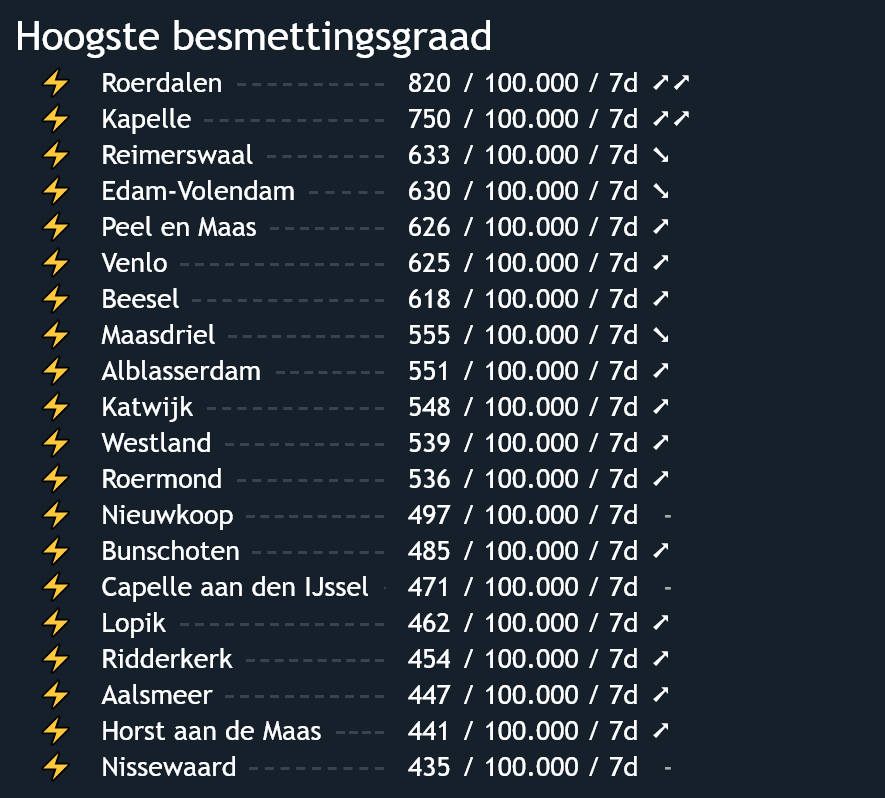 Hoogste besmettingsgraad
⚡ Roerdalen ---------- 820 / 100.000 / 7d ➚➚
⚡ Kapelle ------------ 750 / 100.000 / 7d ➚➚
⚡ Reimerswaal -------- 633 / 100.000 / 7d ➘
⚡ Edam-Volendam ----- 630 / 100.000 / 7d ➘
⚡ Peel en Maas -------- 626 / 100.000 / 7d ➚
⚡ Venlo -------------- 625 / 100.000 / 7d ➚
⚡ Beesel ------------- 618 / 100.000 / 7d ➚
⚡ Maasdriel ----------- 555 / 100.000 / 7d ➘
⚡ Alblasserdam ------- 551 / 100.000 / 7d ➚
⚡ Katwijk ------------ 548 / 100.000 / 7d ➚
⚡ Westland ----------- 539 / 100.000 / 7d ➚
⚡ Roermond ---------- 536 / 100.000 / 7d ➚
⚡ Nieuwkoop ---------- 497 / 100.000 / 7d -
⚡ Bunschoten --------- 485 / 100.000 / 7d ➚
⚡ Capelle aan den IJssel - 471 / 100.000 / 7d -
⚡ Lopik -------------- 462 / 100.000 / 7d ➚
⚡ Ridderkerk ---------- 454 / 100.000 / 7d ➚
⚡ Aalsmeer ----------- 447 / 100.000 / 7d ➚
⚡ Horst aan de Maas ---- 441 / 100.000 / 7d ➚
⚡ Nissewaard --------- 435 / 100.000 / 7d -